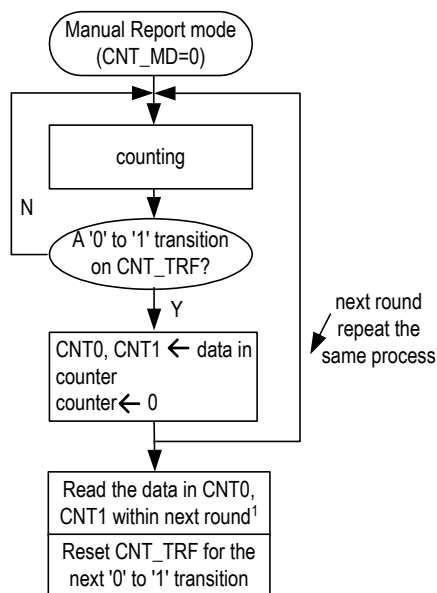 Manual Report mode
(CNT_MD=0)
counting
N
A '0' to '1' transition
on CNT_TRF?
Y
next round
repeat the
same process
CNT0, CNT1 ← data in
counter
counter← 0
Read the data in CNT0,
CNT1 within next round¹
Reset CNT_TRF for the
next '0' to '1' transition